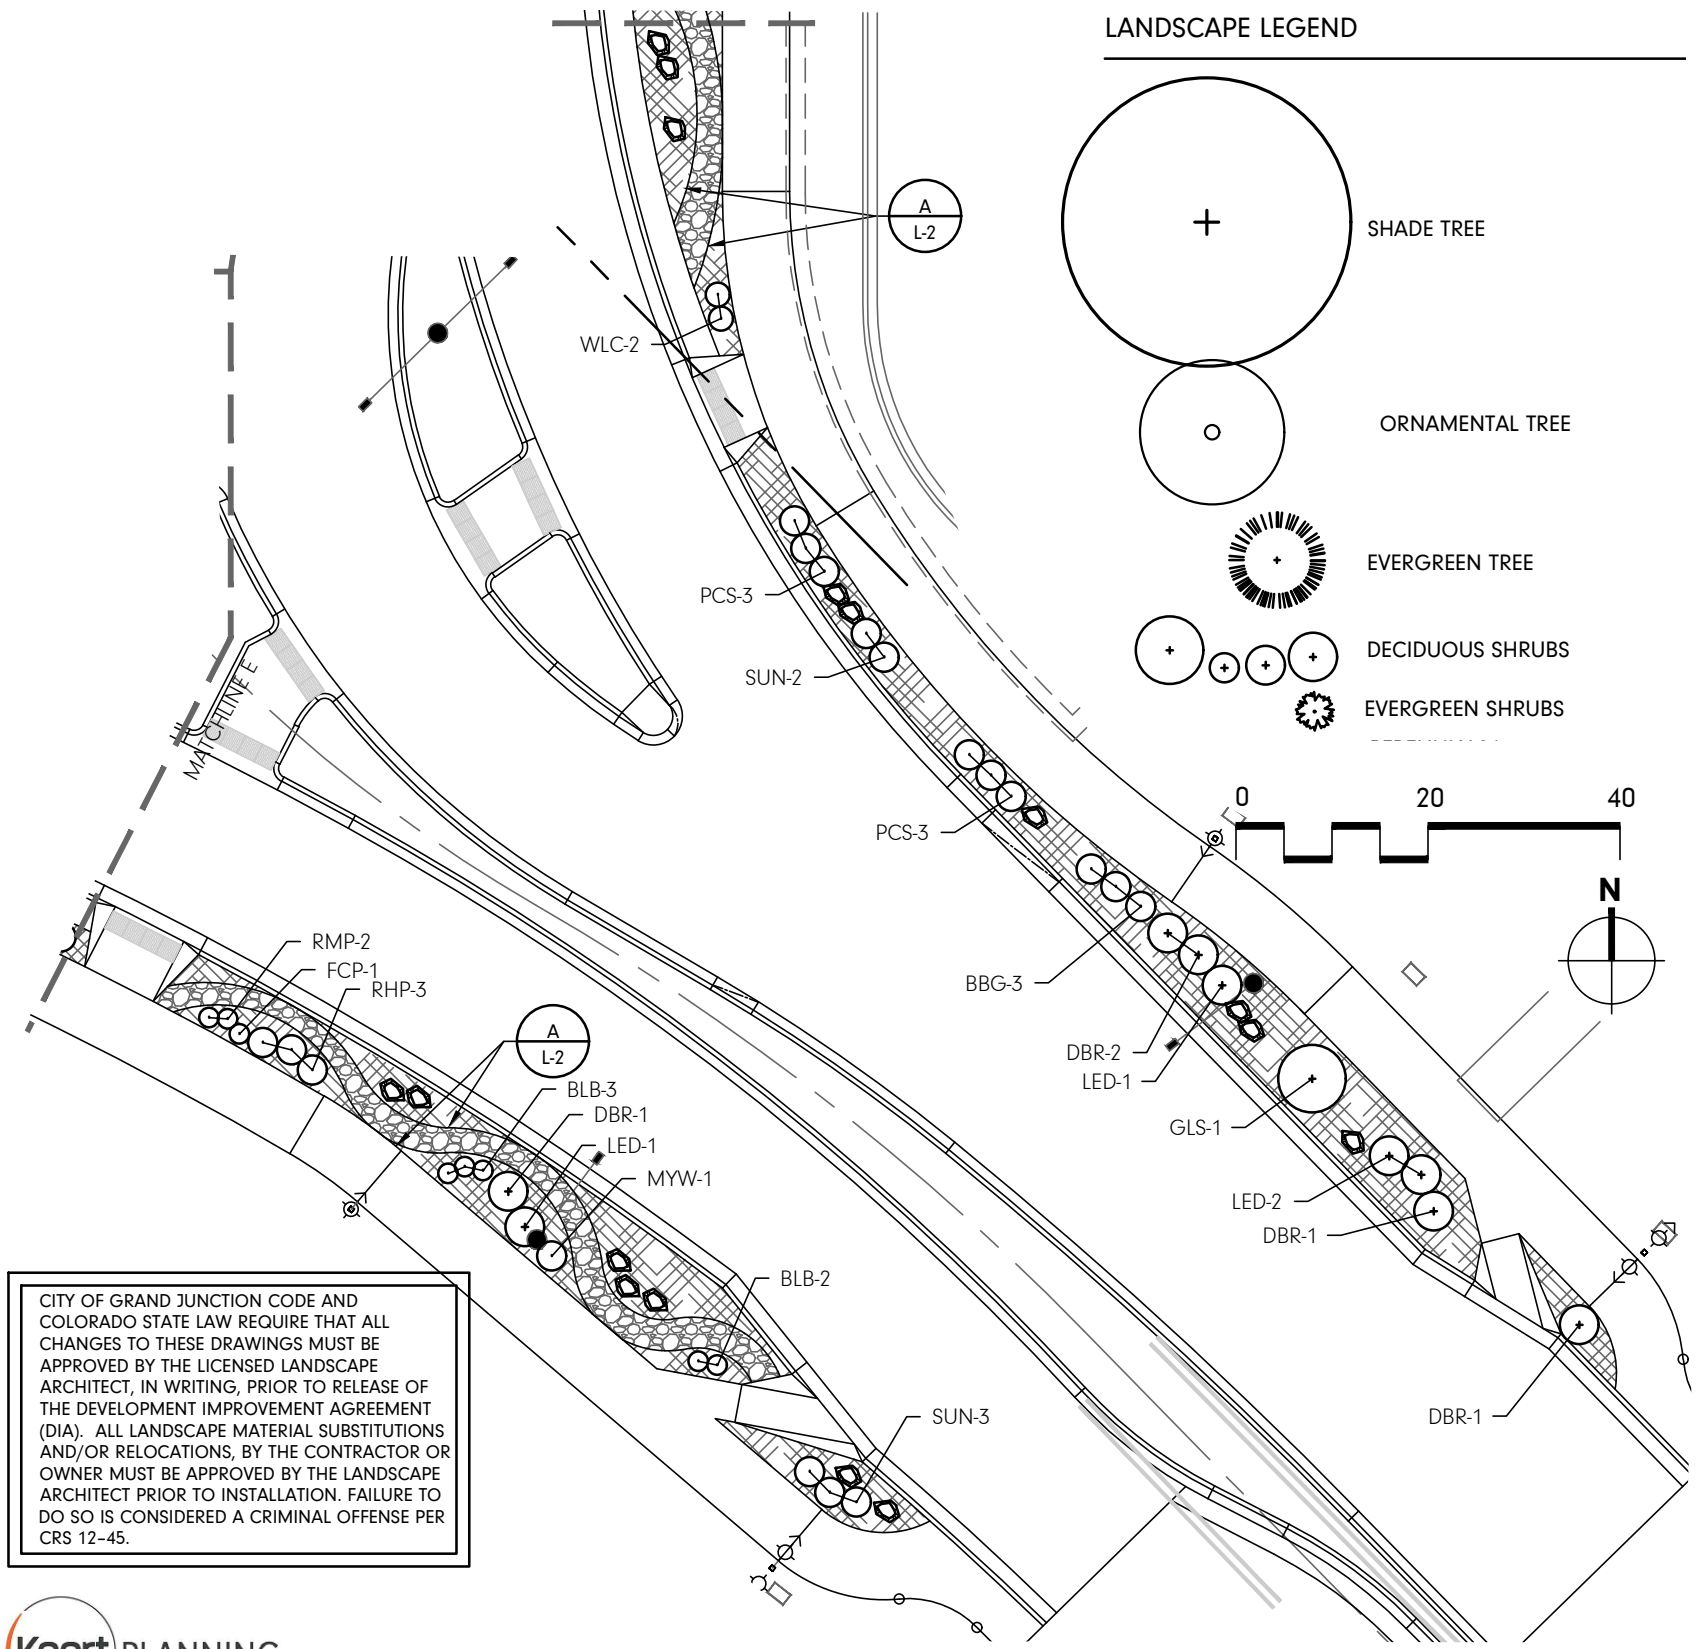 LANDSCAPE LEGEND
SHADE TREE
ORNAMENTAL TREE
EVERGREEN TREE
DECIDUOUS SHRUBS
EVERGREEN SHRUBS
0 20 40
N
A
L-2
WLC-2
PCS-3
SUN-2
PCS-3
BBG-3
DBR-2
LED-1
GLS-1
LED-2
DBR-1
DBR-1
MATCHLINE E
RMP-2
FCP-1
RHP-3
A
L-2
BLB-3
DBR-1
LED-1
MYW-1
BLB-2
SUN-3
CITY OF GRAND JUNCTION CODE AND
COLORADO STATE LAW REQUIRE THAT ALL
CHANGES TO THESE DRAWINGS MUST BE
APPROVED BY THE LICENSED LANDSCAPE
ARCHITECT, IN WRITING, PRIOR TO RELEASE OF
THE DEVELOPMENT IMPROVEMENT AGREEMENT
(DIA). ALL LANDSCAPE MATERIAL SUBSTITUTIONS
AND/OR RELOCATIONS, BY THE CONTRACTOR OR
OWNER MUST BE APPROVED BY THE LANDSCAPE
ARCHITECT PRIOR TO INSTALLATION. FAILURE TO
DO SO IS CONSIDERED A CRIMINAL OFFENSE PER
CRS 12-45.
PLANNING